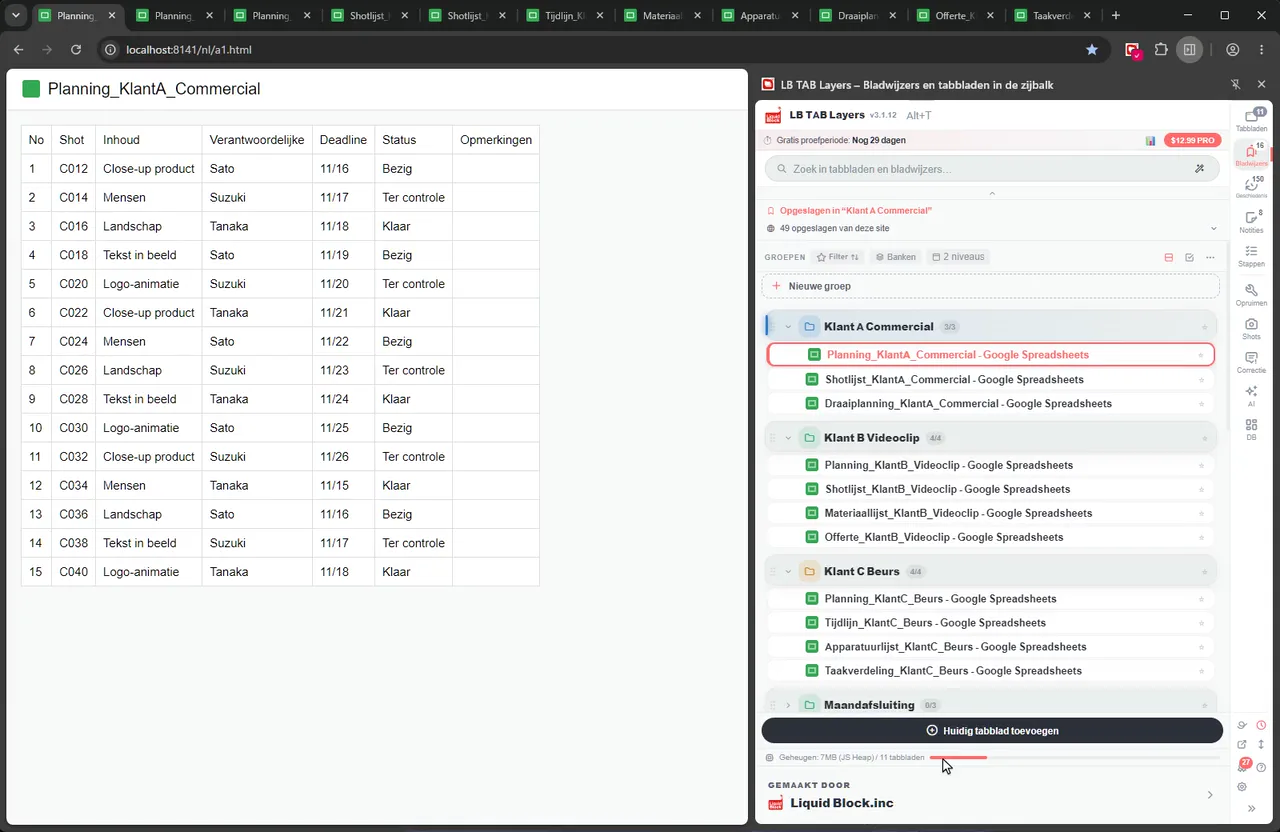 Planning_
Planning_
Planning_
Shotlijst_
Shotlijst_
Tijdlijn_Kl
Materiaal
Apparatu
Draaiplan
Offerte_K
Taakverde
localhost:8141/nl/a1.html
Planning_KlantA_Commercial
No Shot Inhoud Verantwoordelijke Deadline Status Opmerkingen
1 C012 Close-up product Sato 11/16 Bezig
2 C014 Mensen Suzuki 11/17 Ter controle
3 C016 Landschap Tanaka 11/18 Klaar
4 C018 Tekst in beeld Sato 11/19 Bezig
5 C020 Logo-animatie Suzuki 11/20 Ter controle
6 C022 Close-up product Tanaka 11/21 Klaar
7 C024 Mensen Sato 11/22 Bezig
8 C026 Landschap Suzuki 11/23 Ter controle
9 C028 Tekst in beeld Tanaka 11/24 Klaar
10 C030 Logo-animatie Sato 11/25 Bezig
11 C032 Close-up product Suzuki 11/26 Ter controle
12 C034 Mensen Tanaka 11/15 Klaar
13 C036 Landschap Sato 11/16 Bezig
14 C038 Tekst in beeld Suzuki 11/17 Ter controle
15 C040 Logo-animatie Tanaka 11/18 Klaar
LB TAB Layers – Bladwijzers en tabbladen in de zijbalk
LB TAB Layers v3.1.12 Alt+T
Gratis proefperiode: Nog 29 dagen
$12.99 PRO
Zoek in tabbladen en bladwijzers...
Opgeslagen in “Klant A Commercial”
49 opgeslagen van deze site
GROEPEN Filter Banken 2 niveaus
Nieuwe groep
Klant A Commercial 3/3
Planning_KlantA_Commercial - Google Spreadsheets
Shotlijst_KlantA_Commercial - Google Spreadsheets
Draaiplanning_KlantA_Commercial - Google Spreadsheets
Klant B Videoclip 4/4
Planning_KlantB_Videoclip - Google Spreadsheets
Shotlijst_KlantB_Videoclip - Google Spreadsheets
Materiaallijst_KlantB_Videoclip - Google Spreadsheets
Offerte_KlantB_Videoclip - Google Spreadsheets
Klant C Beurs 4/4
Planning_KlantC_Beurs - Google Spreadsheets
Tijdlijn_KlantC_Beurs - Google Spreadsheets
Apparatuurlijst_KlantC_Beurs - Google Spreadsheets
Taakverdeling_KlantC_Beurs - Google Spreadsheets
Maandafsluiting 0/3
Huidig tabblad toevoegen
Geheugen: 7MB (JS Heap) / 11 tabbladen
GEMAAKT DOOR
Liquid Block.inc
11
Tabbladen
16
Bladwijzers
150
Geschiedenis
8
Notities
Stappen
Opruimen
Shots
Correctie
AI
DB
27